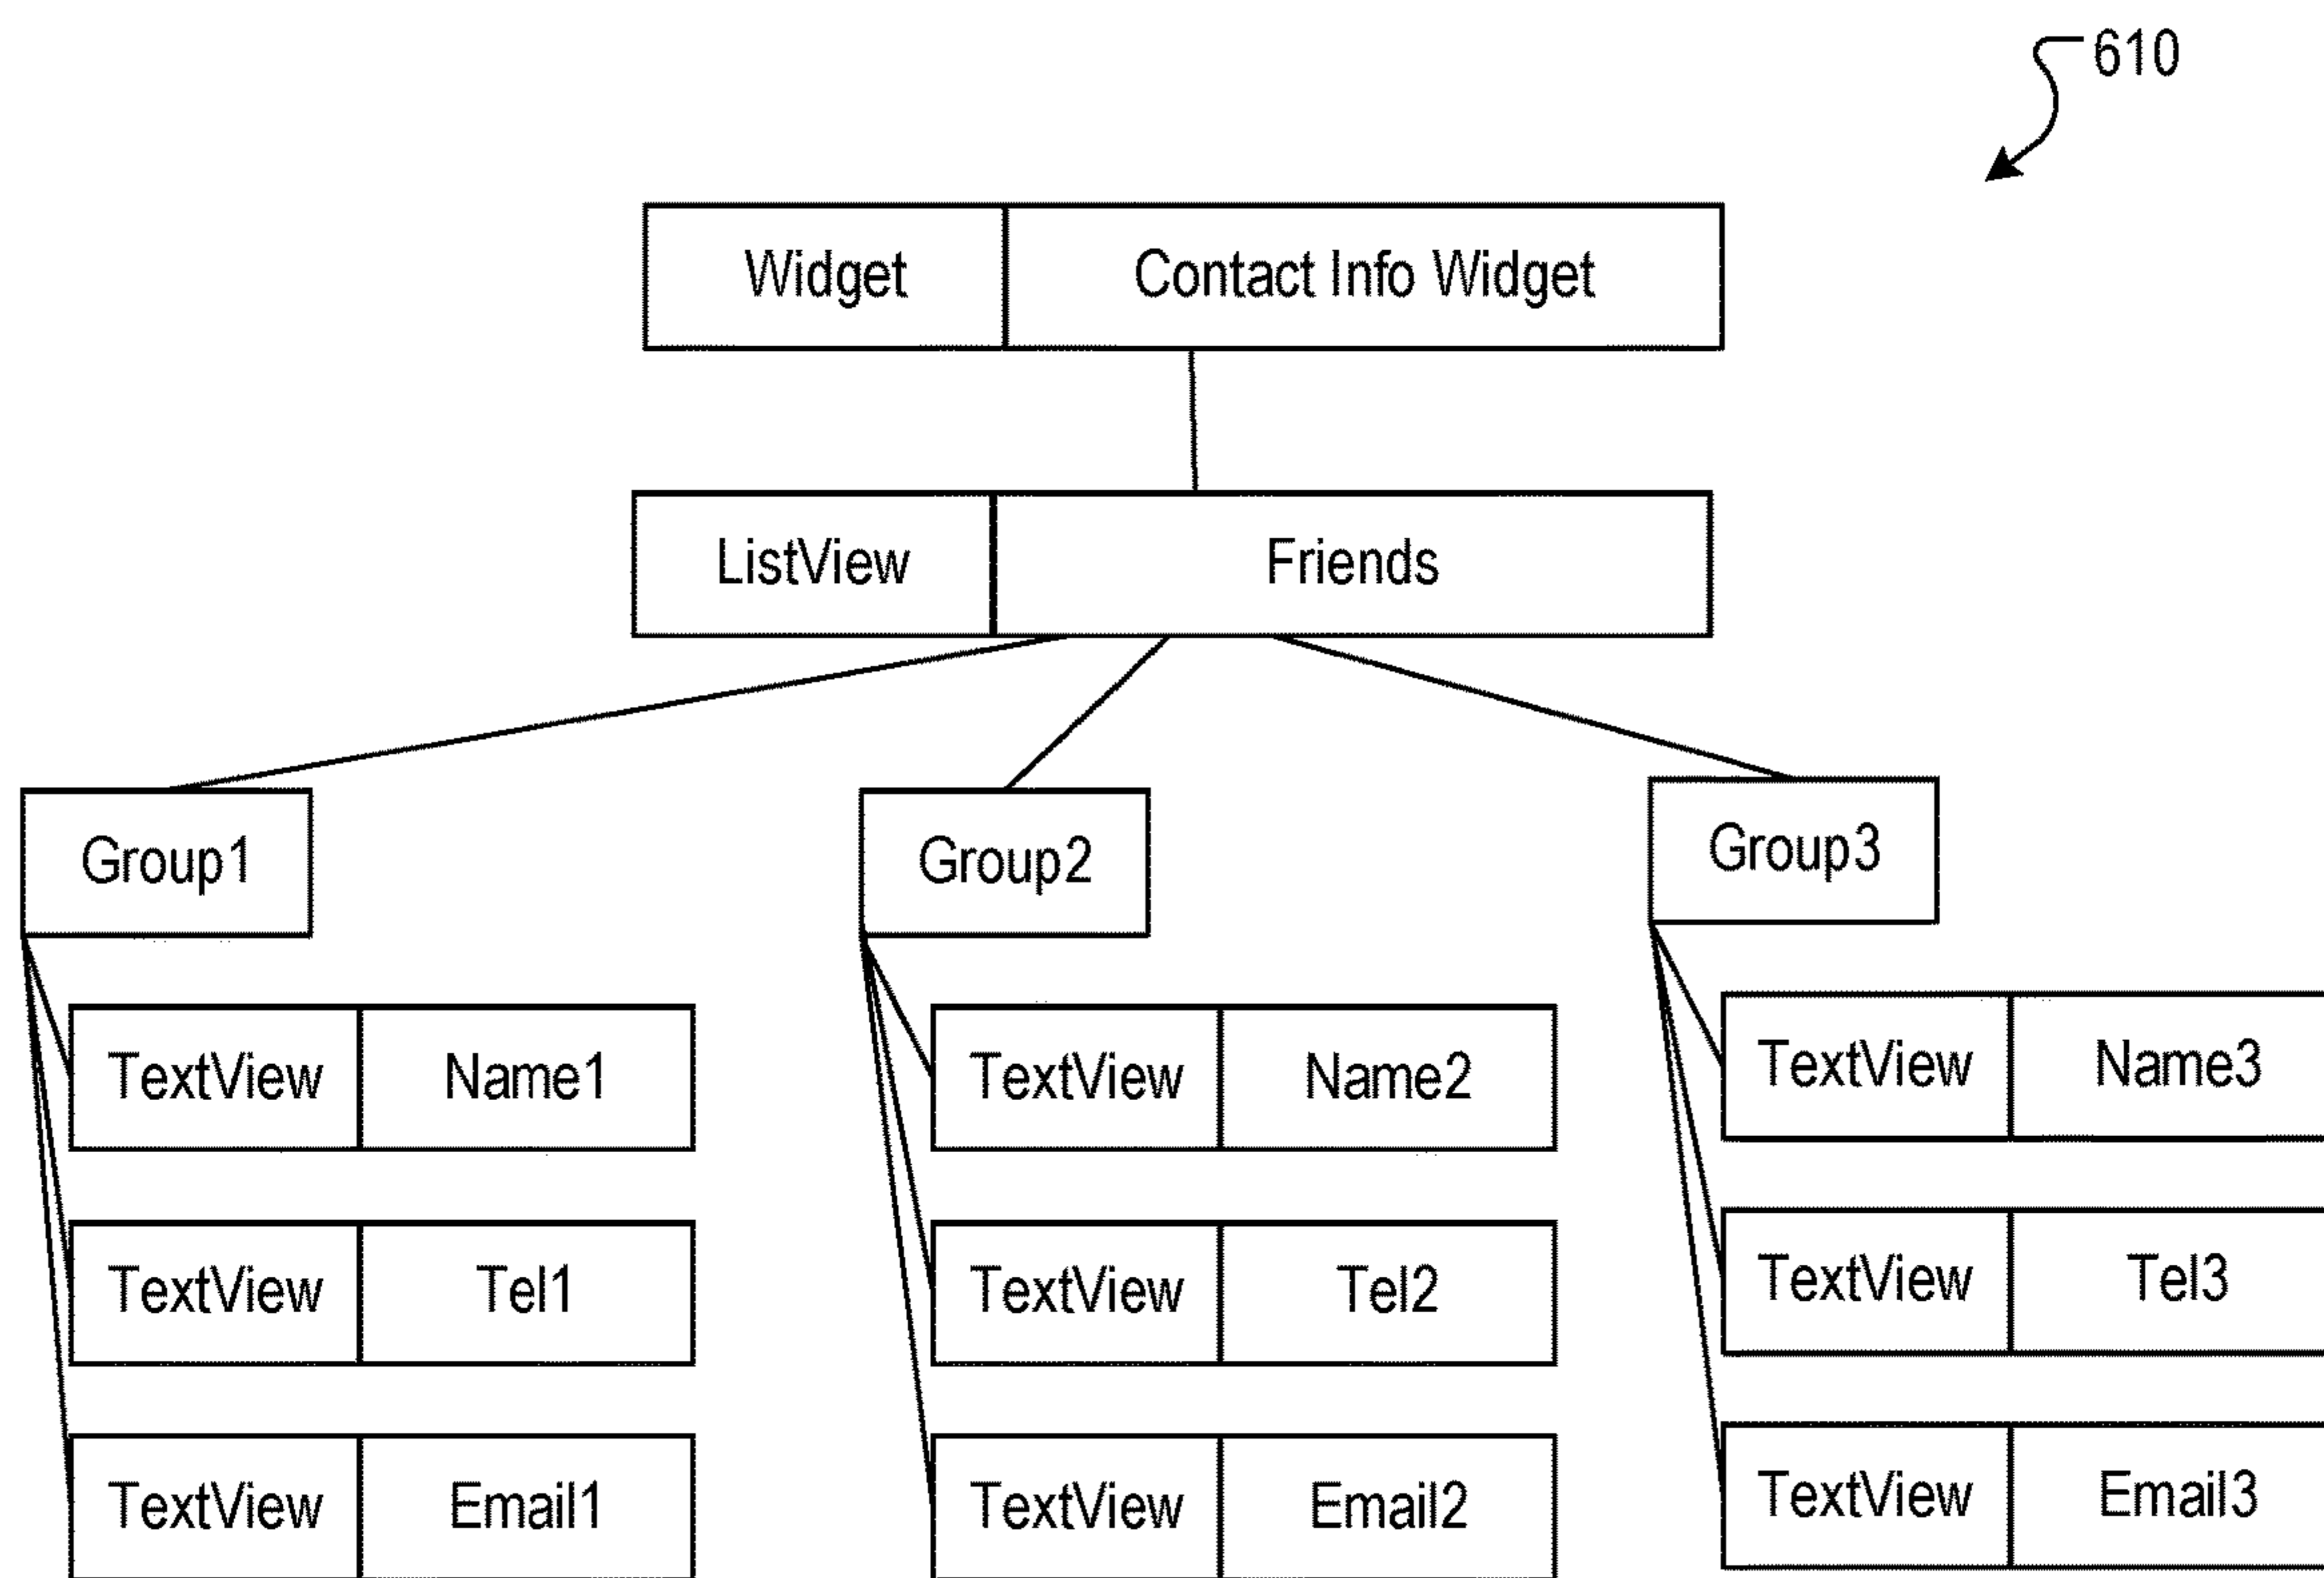 610
Widget Contact Info Widget
ListView Friends
Group1 Group2 Group3
TextView Name1 TextView Name2 TextView Name3
TextView Tel1 TextView Tel2 TextView Tel3
TextView Email1 TextView Email2 TextView Email3